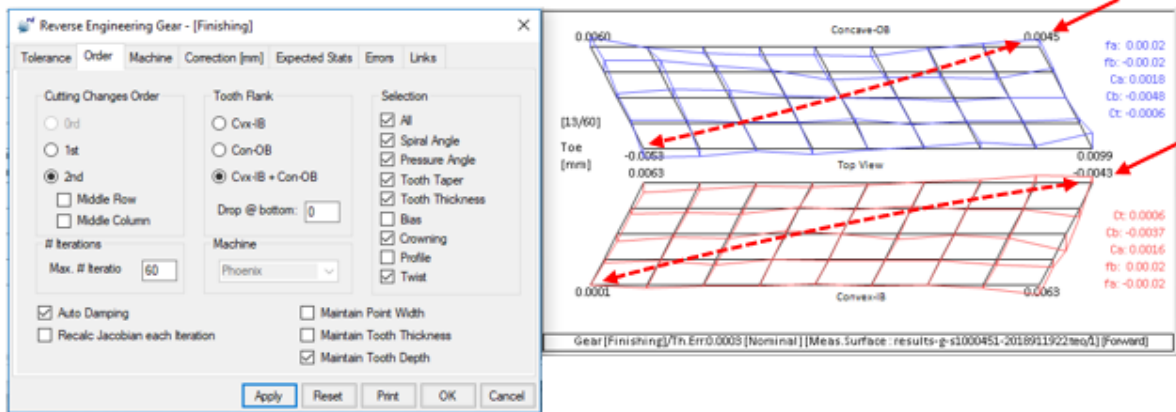 Reverse Engineering Gear - [Finishing]
Tolerance Order Machine Correction [mm] Expected Stats Errors Links
Cutting Changes Order
0rd
1st
2nd
Middle Row
Middle Column
# Iterations
Max. # Iteratio 60
Tooth Flank
Cvx-IB
Con-OB
Cvx-IB + Con-OB
Drop @ bottom: 0
Machine
Phoenix
Selection
All
Spiral Angle
Pressure Angle
Tooth Taper
Tooth Thickness
Bias
Crowning
Profile
Twist
Auto Damping
Recalc Jacobian each Iteration
Maintain Point Width
Maintain Tooth Thickness
Maintain Tooth Depth
Apply Reset Print OK Cancel
0.0060 Concave-OB 0.0045
fa: 0.00.02
fb: -0.00.02
Ca: 0.0018
Cb: -0.0048
Ct: -0.0006
[13/60]
Toe
[mm]
-0.0053 Top View 0.0099
0.0063 -0.0043
Ct: 0.0006
Cb: -0.0037
Ca: 0.0016
fb: 0.00.02
fa: -0.00.02
0.0001 Convex-IB 0.0063
Gear [Finishing]/Th.Err:0.0003 [Nominal] [Meas.Surface : results-g-s1000451-2018911922teq/1] [Forward]